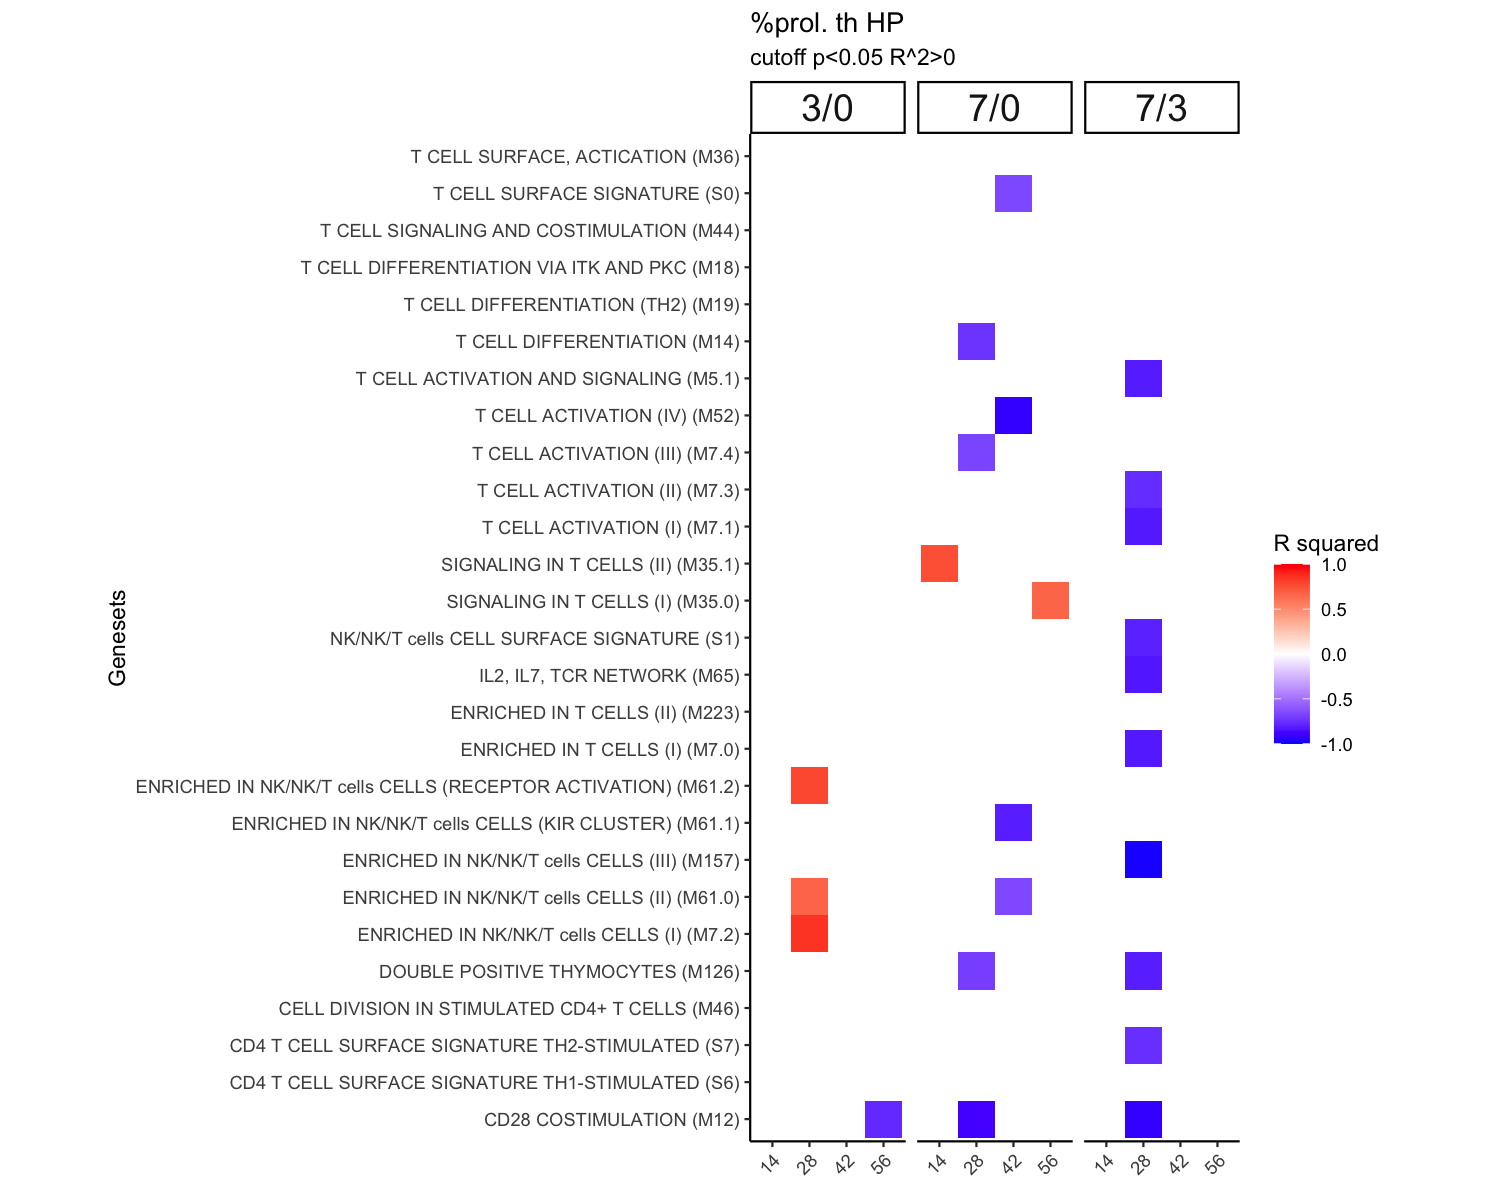 %prol. th HP
cutoff p<0.05 R^2>0
3/0 7/0 7/3
T CELL SURFACE, ACTICATION (M36)
T CELL SURFACE SIGNATURE (S0)
T CELL SIGNALING AND COSTIMULATION (M44)
T CELL DIFFERENTIATION VIA ITK AND PKC (M18)
T CELL DIFFERENTIATION (TH2) (M19)
T CELL DIFFERENTIATION (M14)
T CELL ACTIVATION AND SIGNALING (M5.1)
T CELL ACTIVATION (IV) (M52)
T CELL ACTIVATION (III) (M7.4)
T CELL ACTIVATION (II) (M7.3)
T CELL ACTIVATION (I) (M7.1)
SIGNALING IN T CELLS (II) (M35.1)
SIGNALING IN T CELLS (I) (M35.0)
NK/NK/T cells CELL SURFACE SIGNATURE (S1)
IL2, IL7, TCR NETWORK (M65)
ENRICHED IN T CELLS (II) (M223)
ENRICHED IN T CELLS (I) (M7.0)
ENRICHED IN NK/NK/T cells CELLS (RECEPTOR ACTIVATION) (M61.2)
ENRICHED IN NK/NK/T cells CELLS (KIR CLUSTER) (M61.1)
ENRICHED IN NK/NK/T cells CELLS (III) (M157)
ENRICHED IN NK/NK/T cells CELLS (II) (M61.0)
ENRICHED IN NK/NK/T cells CELLS (I) (M7.2)
DOUBLE POSITIVE THYMOCYTES (M126)
CELL DIVISION IN STIMULATED CD4+ T CELLS (M46)
CD4 T CELL SURFACE SIGNATURE TH2-STIMULATED (S7)
CD4 T CELL SURFACE SIGNATURE TH1-STIMULATED (S6)
CD28 COSTIMULATION (M12)
Genesets
14 28 42 56 14 28 42 56 14 28 42 56
R squared
1.0
0.5
0.0
-0.5
-1.0